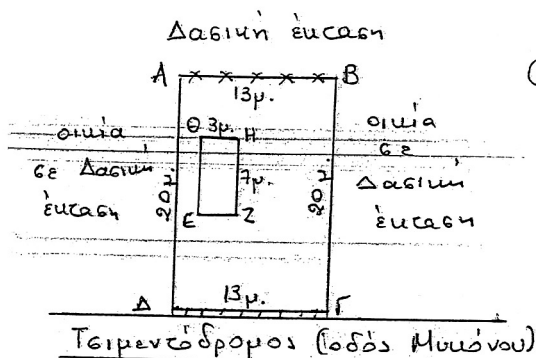 Δασική έκταση
Α Β
13μ.
Θ 3μ. Η
οικία
σε Δασική
έκταση
20μ.
7μ.
Ε Ζ
20μ.
οικία
σε
Δασική
έκταση
Δ 13μ. Γ
Τσιμεντόδρομος (οδός Μυκόνου)